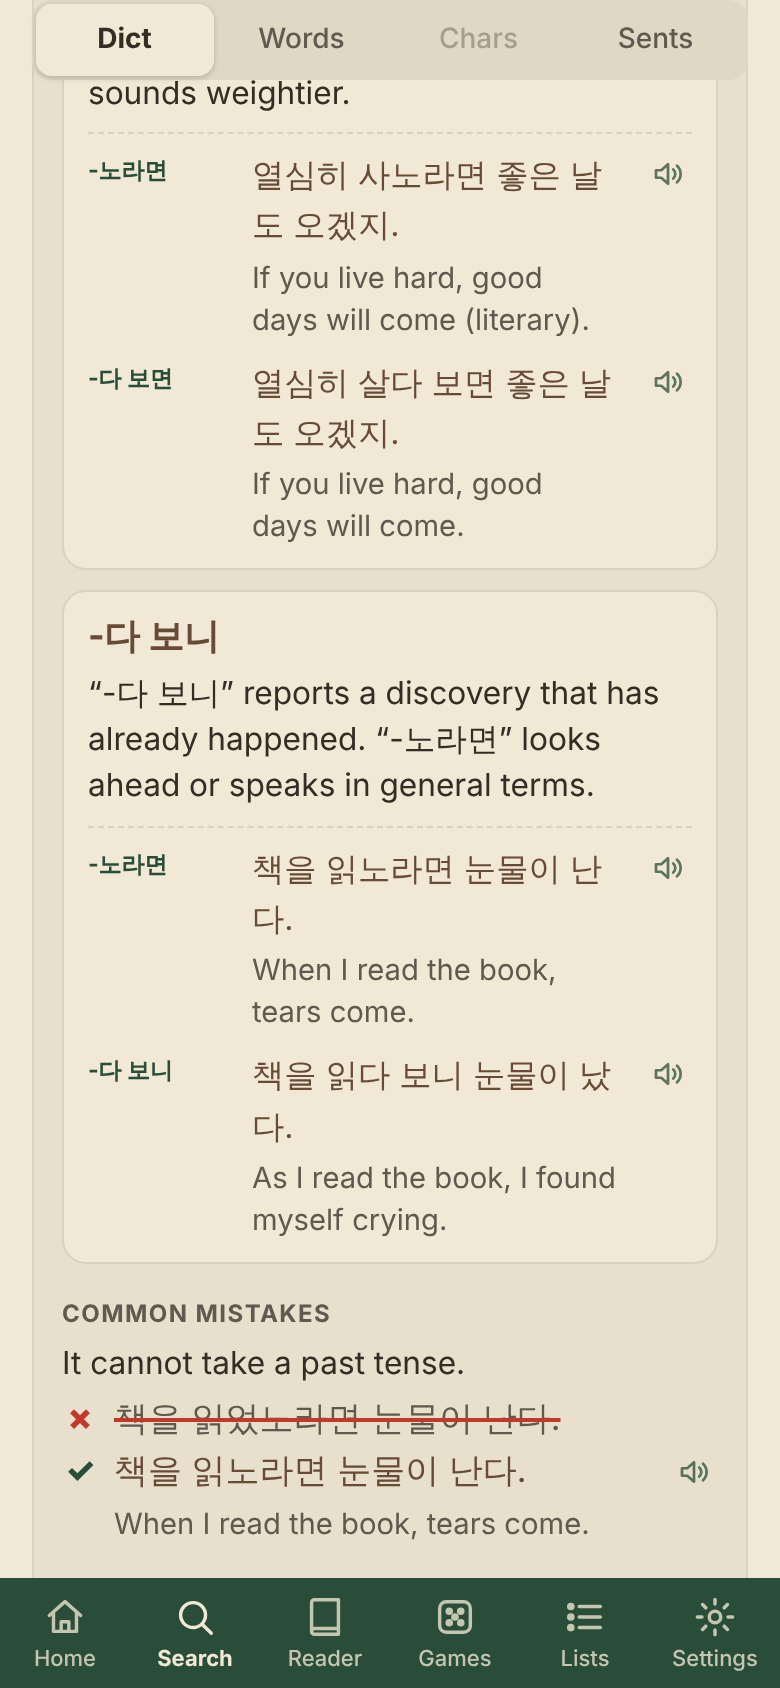 Dict
Words
Chars
Sents
sounds weightier.
-노라면
열심히 사노라면 좋은 날
도 오겠지.
If you live hard, good
days will come (literary).
-다 보면
열심히 살다 보면 좋은 날
도 오겠지.
If you live hard, good
days will come.
-다 보니
“-다 보니” reports a discovery that has
already happened. “-노라면” looks
ahead or speaks in general terms.
-노라면
책을 읽노라면 눈물이 난
다.
When I read the book,
tears come.
-다 보니
책을 읽다 보니 눈물이 났
다.
As I read the book, I found
myself crying.
COMMON MISTAKES
It cannot take a past tense.
책을 읽었노라면 눈물이 난다.
책을 읽노라면 눈물이 난다.
When I read the book, tears come.
Home
Search
Reader
Games
Lists
Settings